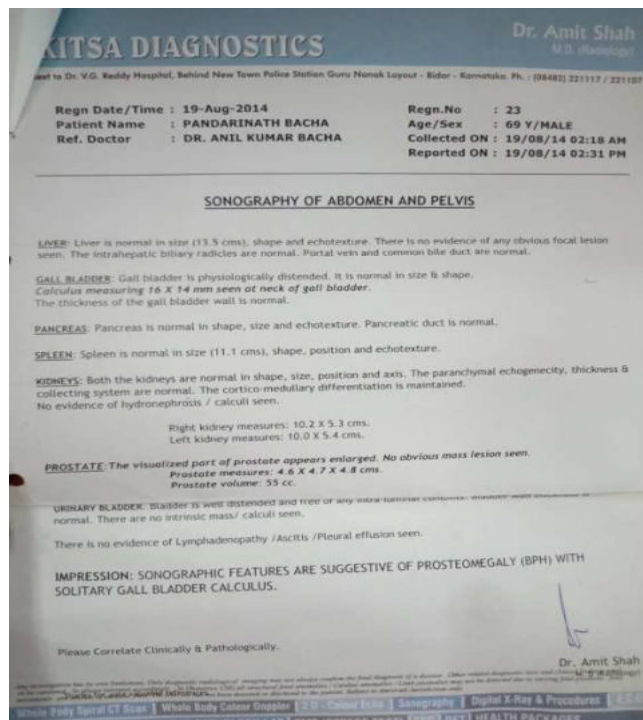 KITSA DIAGNOSTICS
Dr. Amit Shah
M.D. (Radiology)
to Dr. V.G. Reddy Hospital, Behind New Town Police Station Guru Nanak Layout - Bidar - Karnataka. Ph. : (08482) 221117 / 221107
Regn Date/Time : 19-Aug-2014
Regn.No : 23
Patient Name : PANDARINATH BACHA
Age/Sex : 69 Y/MALE
Ref. Doctor : DR. ANIL KUMAR BACHA
Collected ON : 19/08/14 02:18 AM
Reported ON : 19/08/14 02:31 PM
SONOGRAPHY OF ABDOMEN AND PELVIS
LIVER: Liver is normal in size (13.5 cms), shape and echotexture. There is no evidence of any obvious focal lesion
seen. The intrahepatic biliary radicles are normal. Portal vein and common bile duct are normal.
GALL BLADDER: Gall bladder is physiologically distended. It is normal in size & shape.
Calculus measuring 16 X 14 mm seen at neck of gall bladder.
The thickness of the gall bladder wall is normal.
PANCREAS: Pancreas is normal in shape, size and echotexture. Pancreatic duct is normal.
SPLEEN: Spleen is normal in size (11.1 cms), shape, position and echotexture.
KIDNEYS: Both the kidneys are normal in shape, size, position and axis. The paranchymal echogenecity, thickness &
collecting system are normal. The cortico-medullary differentiation is maintained.
No evidence of hydronephrosis / calculi seen.
Right kidney measures: 10.2 X 5.3 cms.
Left kidney measures: 10.0 X 5.4 cms.
PROSTATE: The visualized part of prostate appears enlarged. No obvious mass lesion seen.
Prostate measures: 4.6 X 4.7 X 4.8 cms.
Prostate volume: 55 cc.
URINARY BLADDER: Bladder is well distended and free of any intra-luminal
normal. There are no intrinsic mass/ calculi seen.
There is no evidence of Lymphadenopathy /Ascitis /Pleural effusion seen.
IMPRESSION: SONOGRAPHIC FEATURES ARE SUGGESTIVE OF PROSTEOMEGALY (BPH) WITH
SOLITARY GALL BLADDER CALCULUS.
Please Correlate Clinically & Pathologically.
Dr. Amit Shah
Whole Body Spiral CT Scan | Whole Body Colour Doppler | 2 D - Colour Echo | Sonography | Digital X-Ray & Procedures